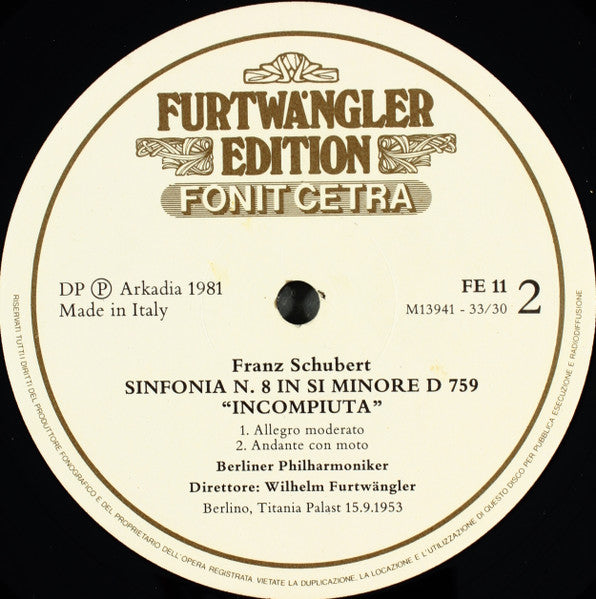 FURTWÄNGLER
EDITION
FONIT CETRA
DP Ⓟ Arkadia 1981
Made in Italy
FE 11
M13941 - 33/30
2
Franz Schubert
SINFONIA N. 8 IN SI MINORE D 759
“INCOMPIUTA”
1. Allegro moderato
2. Andante con moto
Berliner Philharmoniker
Direttore: Wilhelm Furtwängler
Berlino, Titania Palast 15.9.1953
RISERVATI TUTTI I DIRITTI DEL PRODUTTORE FONOGRAFICO E DEL PROPRIETARIO DELL'OPERA REGISTRATA. VIETATE LA DUPLICAZIONE, LA LOCAZIONE E L'UTILIZZAZIONE DI QUESTO DISCO PER PUBBLICA ESECUZIONE E RADIODIFFUSIONE